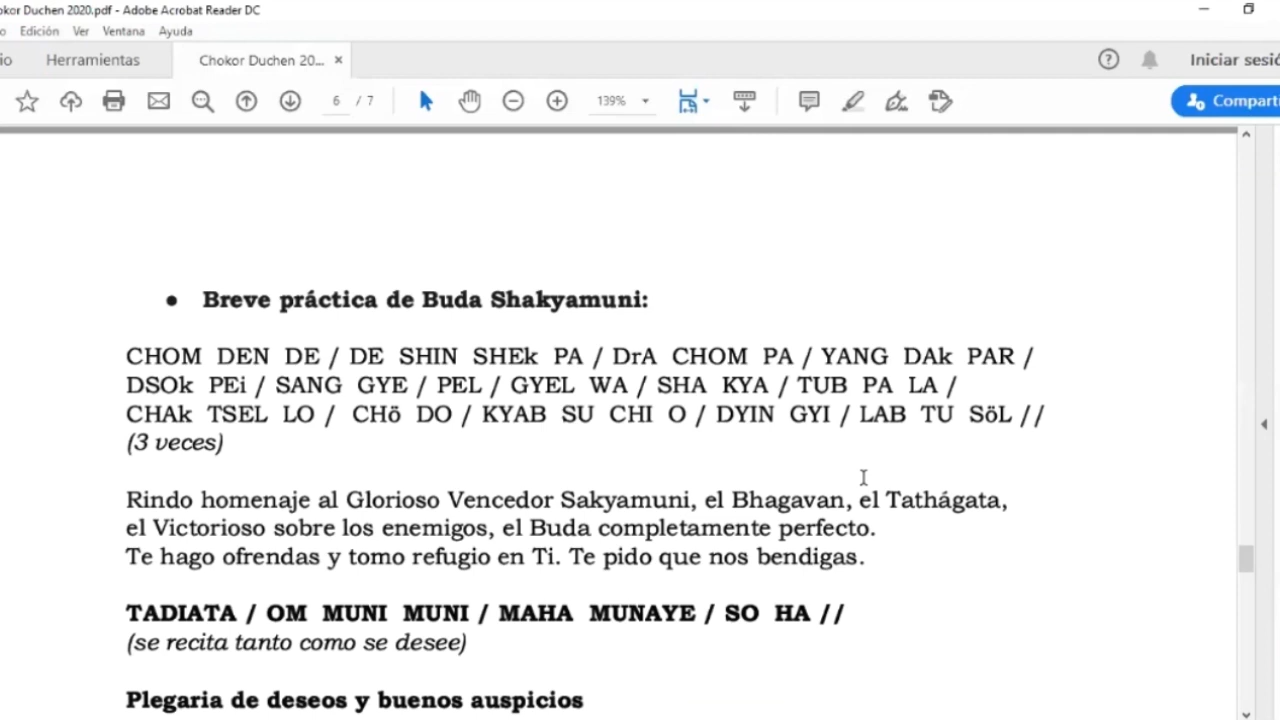 okor Duchen 2020.pdf - Adobe Acrobat Reader DC
o Edición Ver Ventana Ayuda
io Herramientas Chokor Duchen 20... × Iniciar sesió
6 / 7 139% Comparti
● Breve práctica de Buda Shakyamuni:
CHOM DEN DE / DE SHIN SHEk PA / DrA CHOM PA / YANG DAk PAR /
DSOk PEi / SANG GYE / PEL / GYEL WA / SHA KYA / TUB PA LA /
CHAk TSEL LO / CHö DO / KYAB SU CHI O / DYIN GYI / LAB TU SöL //
(3 veces)
Rindo homenaje al Glorioso Vencedor Sakyamuni, el Bhagavan, el Tathágata,
el Victorioso sobre los enemigos, el Buda completamente perfecto.
Te hago ofrendas y tomo refugio en Ti. Te pido que nos bendigas.
TADIATA / OM MUNI MUNI / MAHA MUNAYE / SO HA //
(se recita tanto como se desee)
Plegaria de deseos y buenos auspicios